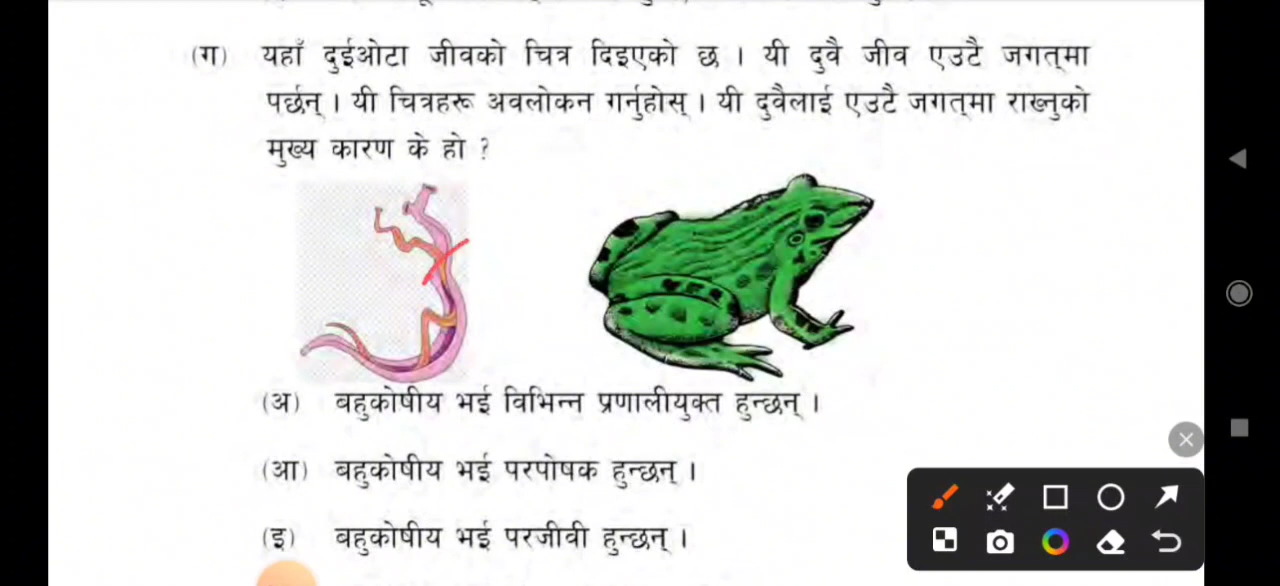 (ग) यहाँ दुईओटा जीवको चित्र दिइएको छ । यी दुवै जीव एउटै जगत्‌मा
पर्छन् । यी चित्रहरू अवलोकन गर्नुहोस् । यी दुवैलाई एउटै जगत्‌मा राख्नुको
मुख्य कारण के हो ?
(अ) बहुकोषीय भई विभिन्न प्रणालीयुक्त हुन्छन् ।
(आ) बहुकोषीय भई परपोषक हुन्छन् ।
(इ) बहुकोषीय भई परजीवी हुन्छन् ।